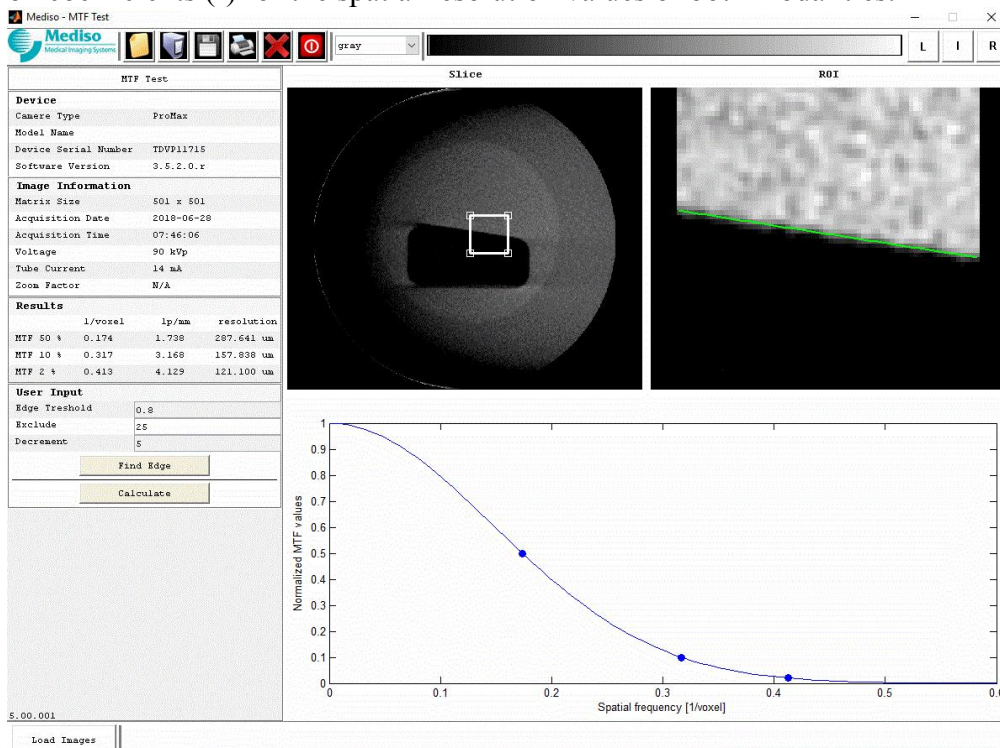 Mediso - MTF Test
Mediso
Medical Imaging Systems
gray
L I R
MTF Test
Device
Camere Type ProMax
Model Name
Device Serial Number TDVP11715
Software Version 3.5.2.0.r
Image Information
Matrix Size 501 x 501
Acquisition Date 2018-06-28
Acquisition Time 07:46:06
Voltage 90 kVp
Tube Current 14 mA
Zoom Factor N/A
Results
1/voxel lp/mm resolution
MTF 50 % 0.174 1.738 287.641 um
MTF 10 % 0.317 3.168 157.838 um
MTF 2 % 0.413 4.129 121.100 um
User Input
Edge Treshold 0.8
Exclude 25
Decrement 5
Find Edge
Calculate
5.00.001
Load Images
Slice
ROI
1
0.9
0.8
0.7
0.6
0.5
0.4
0.3
0.2
0.1
0
Normalized MTF values
0 0.1 0.2 0.3 0.4 0.5
Spatial frequency [1/voxel]